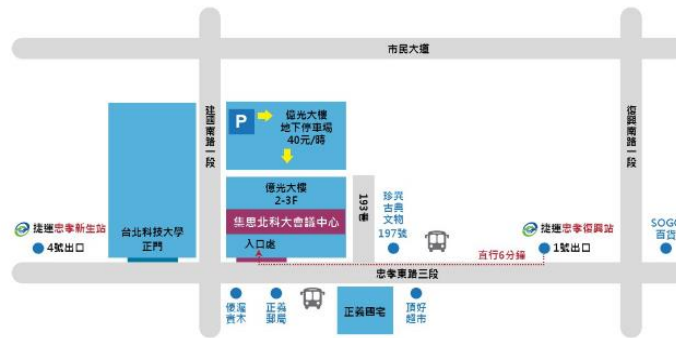 市民大道
建國南路一段
復興南路一段
P
億光大樓
地下停車場
40元/時
億光大樓
2-3F
集思北科大會議中心
入口處
台北科技大學
正門
193巷
珍巽
古典
文物
197號
捷運忠孝新生站
4號出口
捷運忠孝復興站
1號出口
SOGO
百貨
直行6分鐘
忠孝東路三段
優渥
實木
正義
郵局
正義國宅
頂好
超市